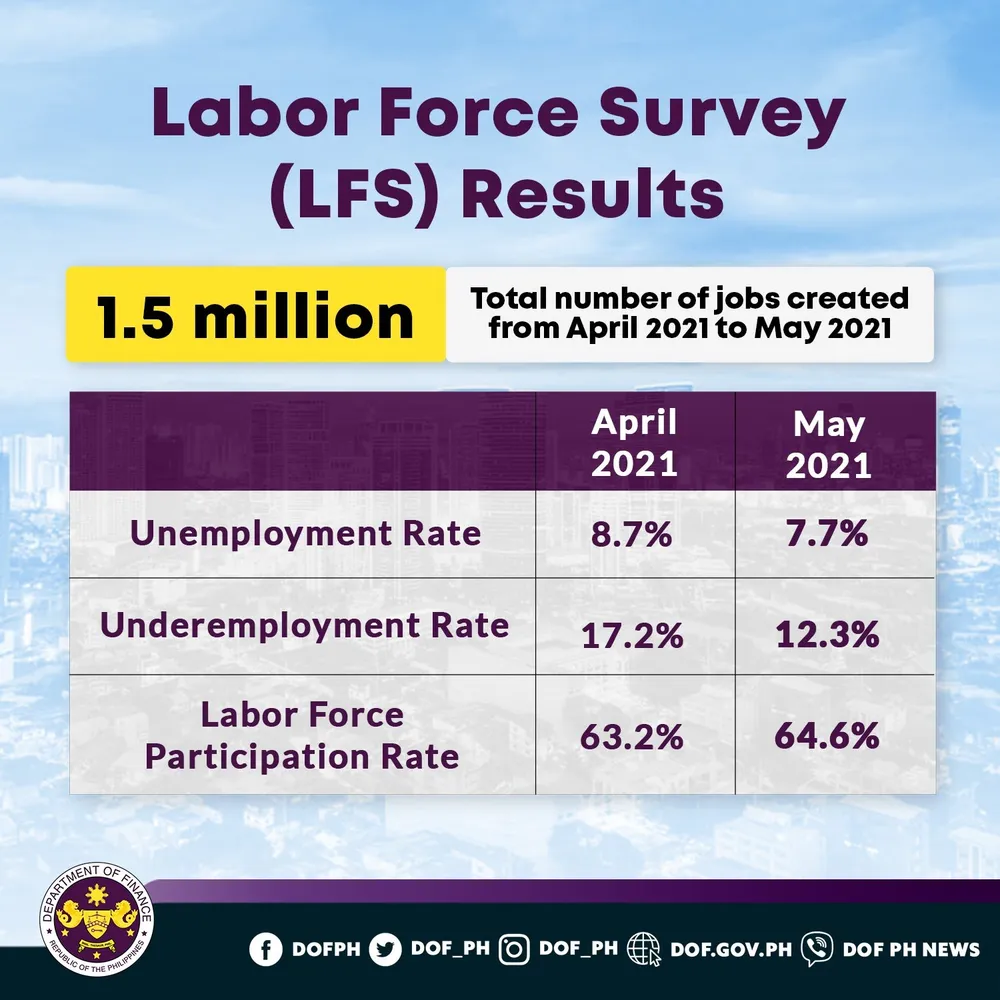 Labor Force Survey
(LFS) Results
1.5 million
Total number of jobs created
from April 2021 to May 2021
April
2021
May
2021
Unemployment Rate
8.7%
7.7%
Underemployment Rate
17.2%
12.3%
Labor Force
Participation Rate
63.2%
64.6%
DEPARTMENT OF FINANCE
REPUBLIC OF THE PHILIPPINES
DOFPH
DOF_PH
DOF_PH
DOF.GOV.PH
DOF PH NEWS